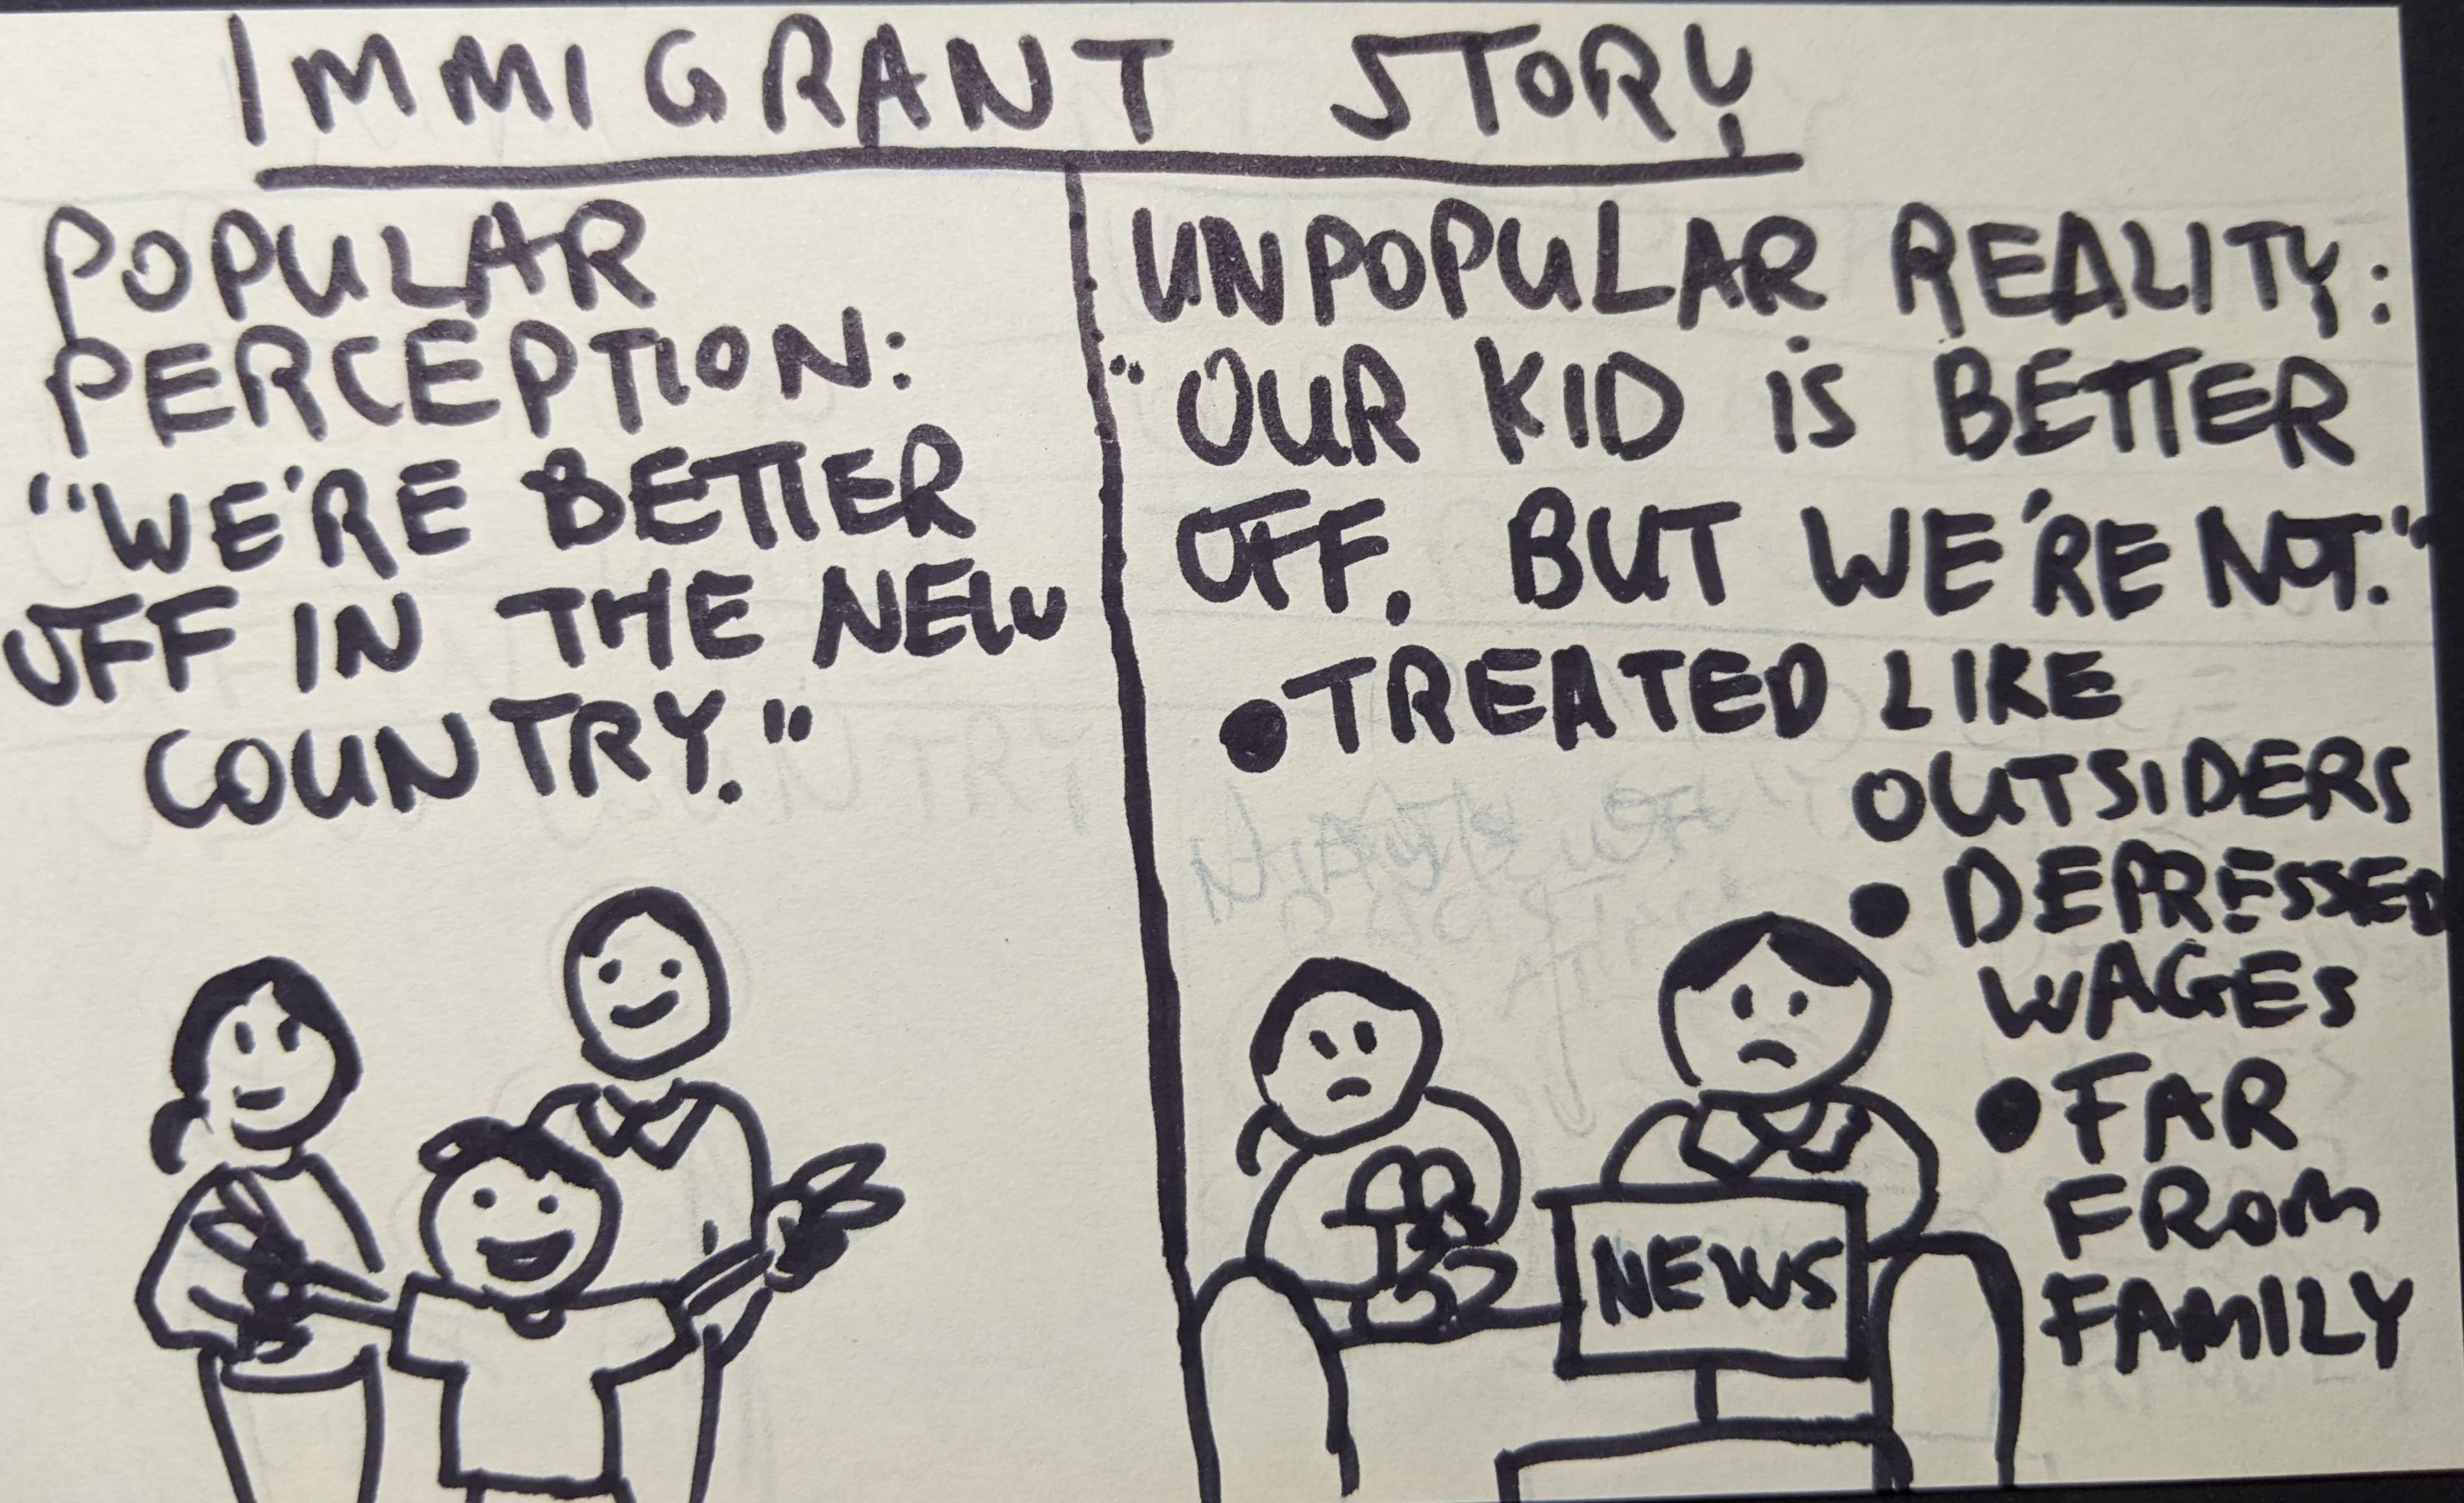 IMMIGRANT STORY
POPULAR
PERCEPTION:
"WE'RE BETTER
OFF IN THE NEW
COUNTRY."
UNPOPULAR REALITY:
"OUR KID IS BETTER
OFF. BUT WE'RE NOT."
• TREATED LIKE
OUTSIDERS
• DEPRESSED
WAGES
• FAR
FROM
FAMILY
NEWS